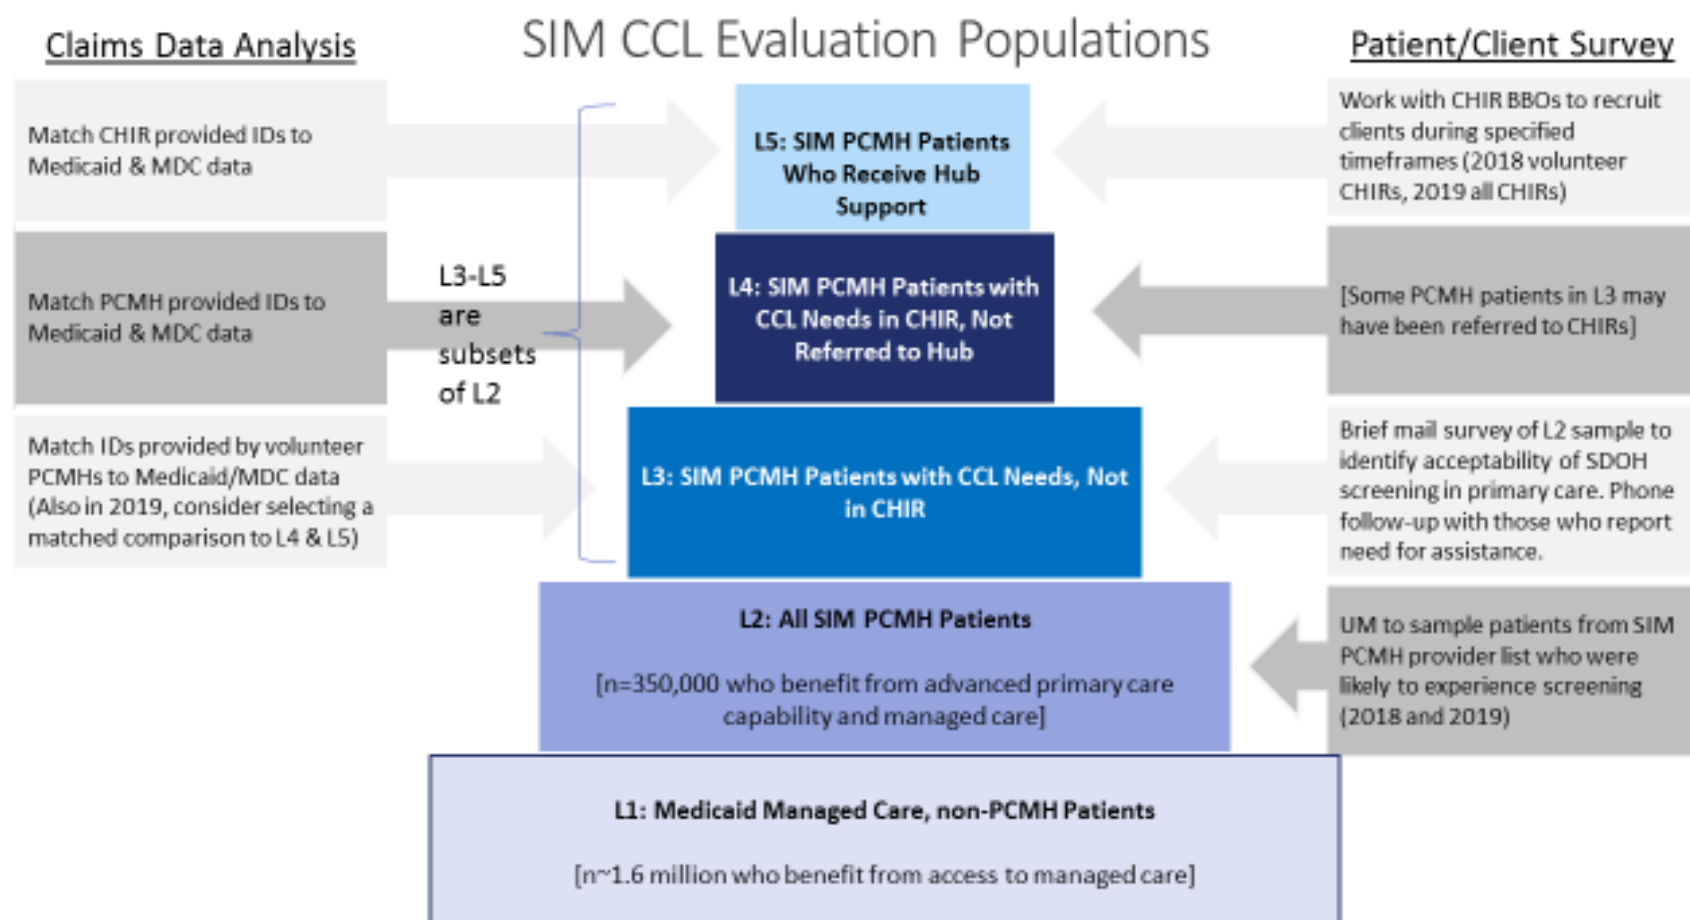 SIM CCL Evaluation Populations
Claims Data Analysis
Match CHIR provided IDs to
Medicaid & MDC data
Match PCMH provided IDs to
Medicaid & MDC data
Match IDs provided by volunteer
PCMHs to Medicaid/MDC data
(Also in 2019, consider selecting a
matched comparison to L4 & L5)
L3-L5
are
subsets
of L2
L5: SIM PCMH Patients
Who Receive Hub
Support
L4: SIM PCMH Patients with
CCL Needs in CHIR, Not
Referred to Hub
L3: SIM PCMH Patients with CCL Needs, Not
in CHIR
L2: All SIM PCMH Patients
[n=350,000 who benefit from advanced primary care
capability and managed care]
L1: Medicaid Managed Care, non-PCMH Patients
[n~1.6 million who benefit from access to managed care]
Patient/Client Survey
Work with CHIR BBOs to recruit
clients during specified
timeframes (2018 volunteer
CHIRs, 2019 all CHIRs)
[Some PCMH patients in L3 may
have been referred to CHIRs]
Brief mail survey of L2 sample to
identify acceptability of SDOH
screening in primary care. Phone
follow-up with those who report
need for assistance.
UM to sample patients from SIM
PCMH provider list who were
likely to experience screening
(2018 and 2019)